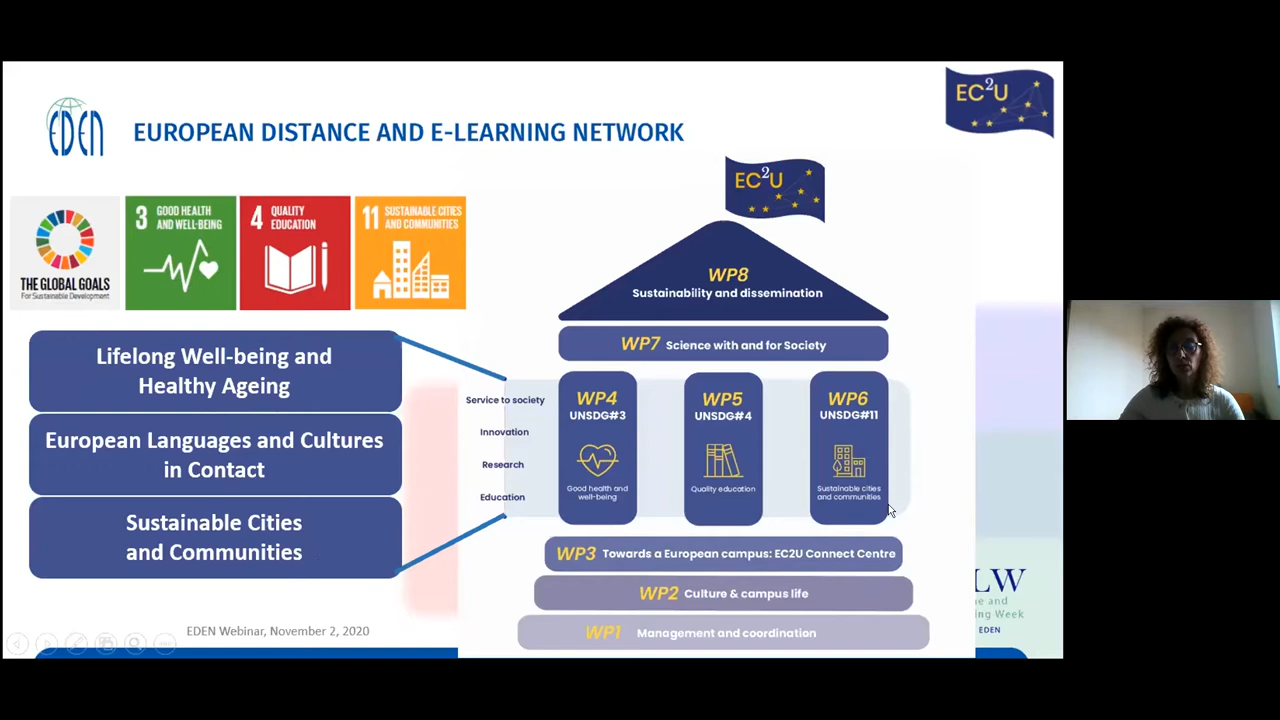 EDEN
EUROPEAN DISTANCE AND E-LEARNING NETWORK
EC²U
EC²U
THE GLOBAL GOALS
For Sustainable Development
3 GOOD HEALTH
AND WELL-BEING
4 QUALITY
EDUCATION
11 SUSTAINABLE CITIES
AND COMMUNITIES
Lifelong Well-being and
Healthy Ageing
European Languages and Cultures
in Contact
Sustainable Cities
and Communities
WP8
Sustainability and dissemination
WP7 Science with and for Society
Service to society
Innovation
Research
Education
WP4
UNSDG#3
Good health and
well-being
WP5
UNSDG#4
Quality education
WP6
UNSDG#11
Sustainable cities
and communities
WP3 Towards a European campus: EC2U Connect Centre
WP2 Culture & campus life
WP1 Management and coordination
LW
ne and
ing Week
EDEN
EDEN Webinar, November 2, 2020